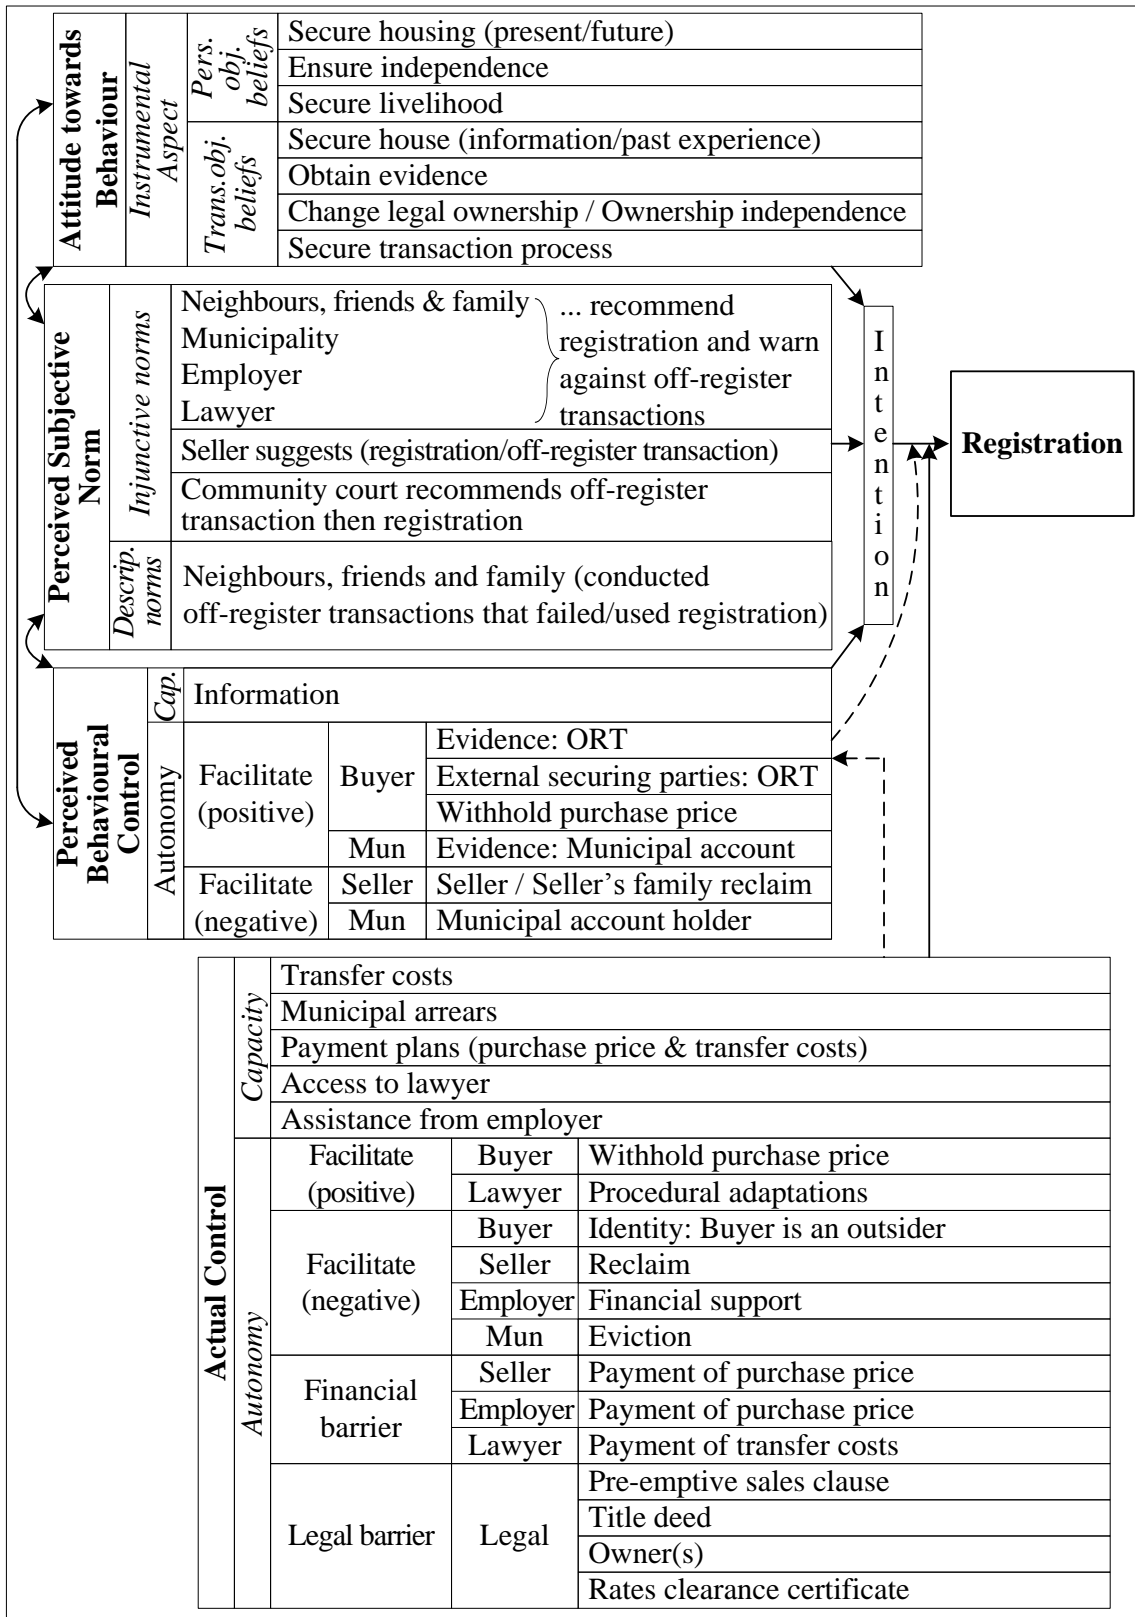 Attitude towards
Behaviour
Instrumental
Aspect
Pers.
obj.
beliefs
Secure housing (present/future)
Ensure independence
Secure livelihood
Trans.obj.
beliefs
Secure house (information/past experience)
Obtain evidence
Change legal ownership / Ownership independence
Secure transaction process
Perceived Subjective
Norm
Injunctive norms
Neighbours, friends & family
Municipality
Employer
Lawyer
... recommend
registration and warn
against off-register
transactions
Seller suggests (registration/off-register transaction)
Community court recommends off-register
transaction then registration
Descrip.
norms
Neighbours, friends and family (conducted
off-register transactions that failed/used registration)
Intention
Registration
Perceived
Behavioural
Control
Cap.
Information
Autonomy
Facilitate
(positive)
Buyer
Evidence: ORT
External securing parties: ORT
Withhold purchase price
Mun
Evidence: Municipal account
Facilitate
(negative)
Seller
Seller / Seller's family reclaim
Mun
Municipal account holder
Actual Control
Capacity
Transfer costs
Municipal arrears
Payment plans (purchase price & transfer costs)
Access to lawyer
Assistance from employer
Autonomy
Facilitate
(positive)
Buyer
Withhold purchase price
Lawyer
Procedural adaptations
Facilitate
(negative)
Buyer
Identity: Buyer is an outsider
Seller
Reclaim
Employer
Financial support
Mun
Eviction
Financial
barrier
Seller
Payment of purchase price
Employer
Payment of purchase price
Lawyer
Payment of transfer costs
Legal barrier
Legal
Pre-emptive sales clause
Title deed
Owner(s)
Rates clearance certificate